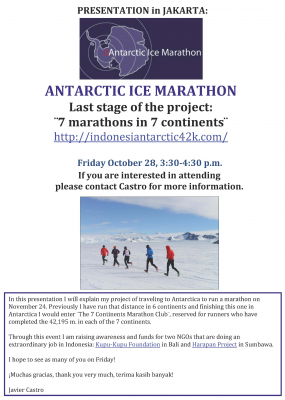 PRESENTATION in JAKARTA:
Antarctic Ice Marathon
ANTARCTIC ICE MARATHON
Last stage of the project:
¨7 marathons in 7 continents¨
http://indonesiantarctic42k.com/
Friday October 28, 3:30-4:30 p.m.
If you are interested in attending
please contact Castro for more information.
In this presentation I will explain my project of traveling to Antarctica to run a marathon on
November 24. Previously I have run that distance in 6 continents and finishing this one in
Antarctica I would enter ¨The 7 Continents Marathon Club¨, reserved for runners who have
completed the 42,195 m. in each of the 7 continents.
Through this event I am raising awareness and funds for two NGOs that are doing an
extraordinary job in Indonesia: Kupu-Kupu Foundation in Bali and Harapan Project in Sumbawa.
I hope to see as many of you on Friday!
¡Muchas gracias, thank you very much, terima kasih banyak!
Javier Castro